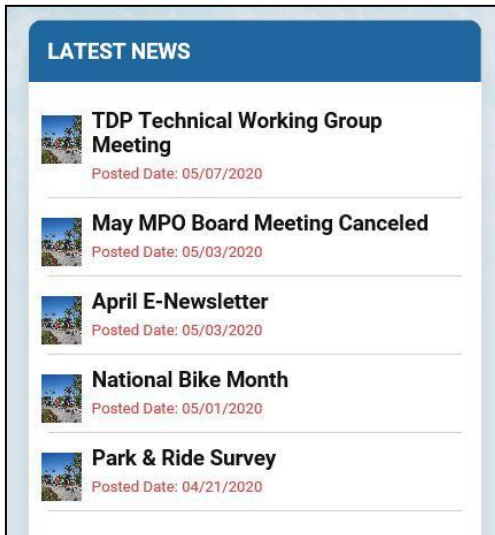 LATEST NEWS
TDP Technical Working Group
Meeting
Posted Date: 05/07/2020
May MPO Board Meeting Canceled
Posted Date: 05/03/2020
April E-Newsletter
Posted Date: 05/03/2020
National Bike Month
Posted Date: 05/01/2020
Park & Ride Survey
Posted Date: 04/21/2020